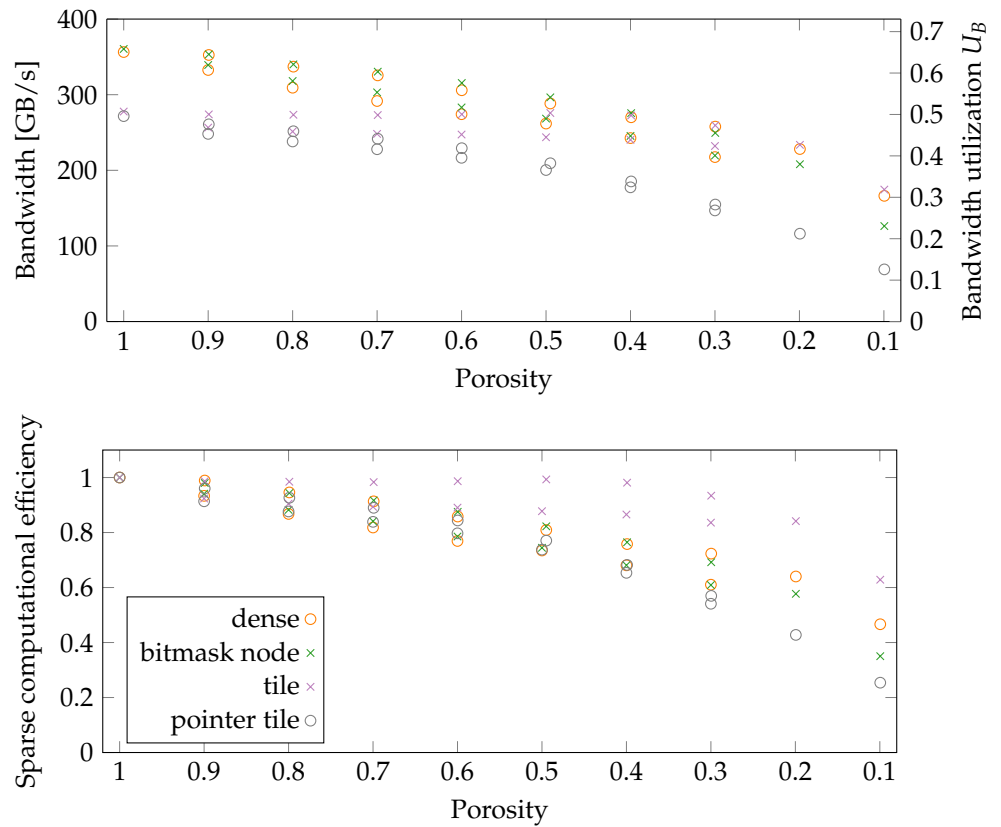 400
300
200
100
0
Bandwidth [GB/s]
0.7
0.6
0.5
0.4
0.3
0.2
0.1
0
Bandwidth utilization U_B
1 0.9 0.8 0.7 0.6 0.5 0.4 0.3 0.2 0.1
Porosity
1
0.8
0.6
0.4
0.2
0
Sparse computational efficiency
dense
bitmask node
tile
pointer tile
1 0.9 0.8 0.7 0.6 0.5 0.4 0.3 0.2 0.1
Porosity